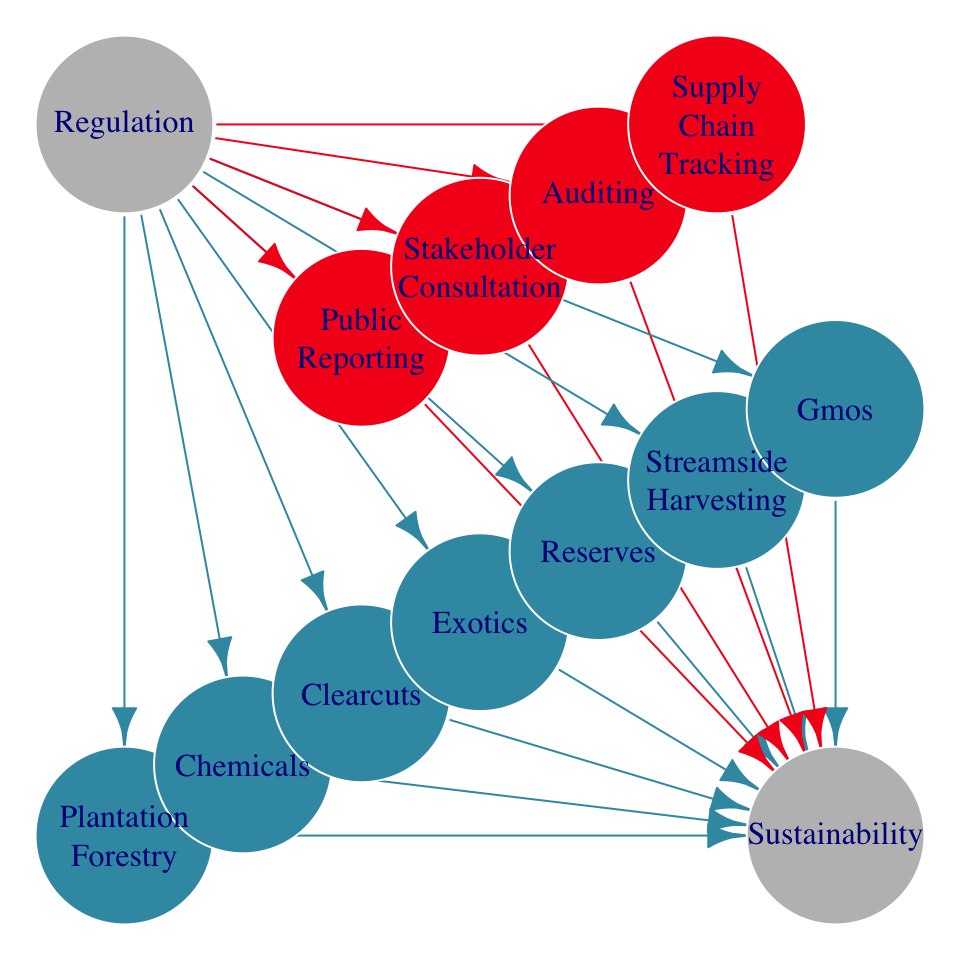 Regulation
Supply
Chain
Tracking
Auditing
Stakeholder
Consultation
Public
Reporting
Gmos
Streamside
Harvesting
Reserves
Exotics
Clearcuts
Chemicals
Plantation
Forestry
Sustainability